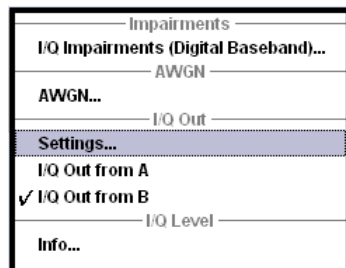 Impairments
I/Q Impairments (Digital Baseband)...
AWGN
AWGN...
I/Q Out
Settings...
I/Q Out from A
✓ I/Q Out from B
I/Q Level
Info...